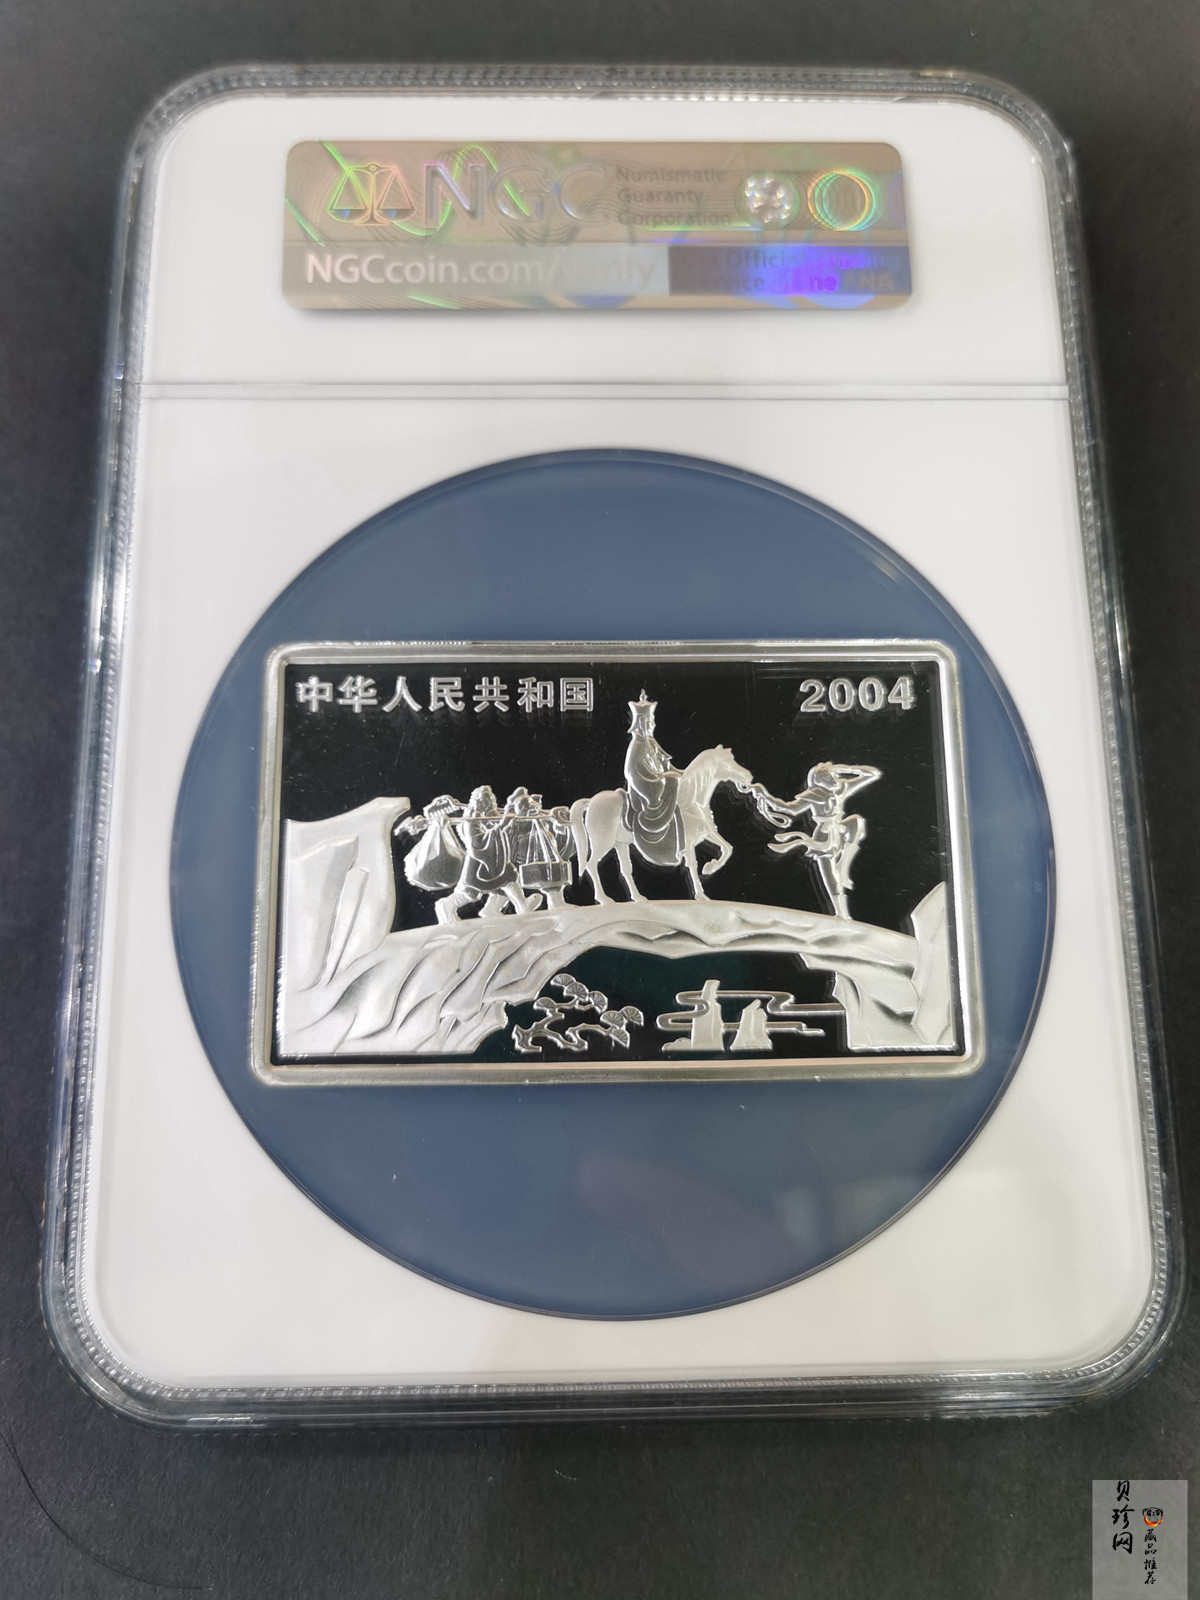 NGC
Numismatic
Guaranty
Corporation
NGCcoin.com/verify
中华人民共和国
2004
贝珍网
藏品推荐